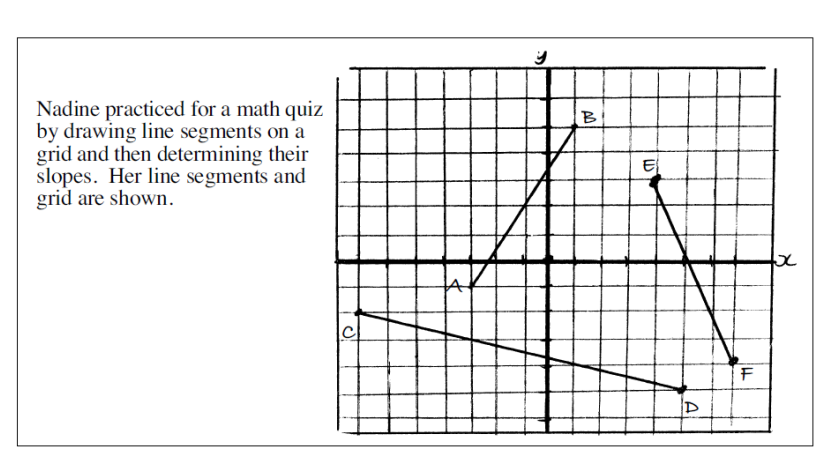 y
Nadine practiced for a math quiz
by drawing line segments on a
grid and then determining their
slopes. Her line segments and
grid are shown.
B
E
x
A
C
F
D